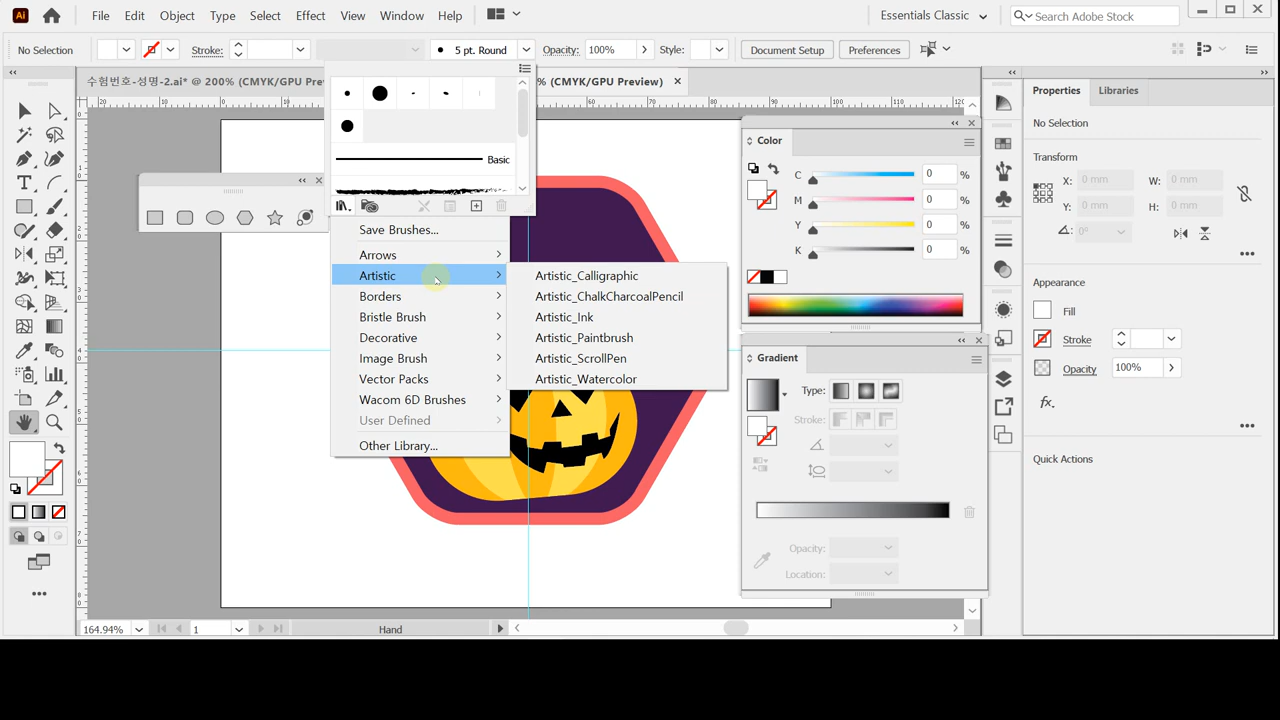 Ai File Edit Object Type Select Effect View Window Help Essentials Classic Search Adobe Stock
No Selection Stroke: 5 pt. Round Opacity: 100% Style: Document Setup Preferences
수험번호-성명-2.ai* @ 200% (CMYK/GPU Pre % (CMYK/GPU Preview)
Basic
Save Brushes...
Arrows
Artistic
Borders
Bristle Brush
Decorative
Image Brush
Vector Packs
Wacom 6D Brushes
User Defined
Other Library...
Artistic_Calligraphic
Artistic_ChalkCharcoalPencil
Artistic_Ink
Artistic_Paintbrush
Artistic_ScrollPen
Artistic_Watercolor
Color
C 0 %
M 0 %
Y 0 %
K 0 %
Gradient
Type:
Stroke:
Opacity:
Location:
Properties Libraries
No Selection
Transform
X: 0 mm W: 0 mm
Y: 0 mm H: 0 mm
0°
Appearance
Fill
Stroke
Opacity 100%
fx.
Quick Actions
164.94% 1 Hand